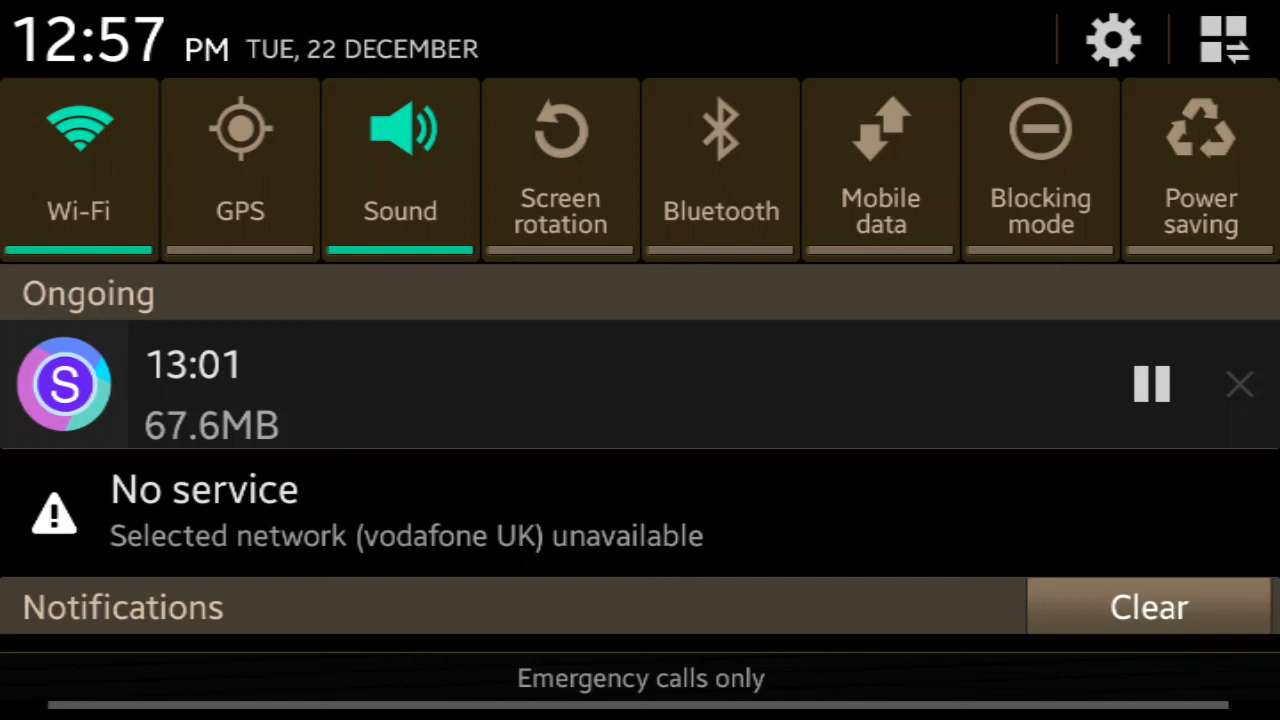 12:57 PM TUE, 22 DECEMBER
Wi-Fi
GPS
Sound
Screen
rotation
Bluetooth
Mobile
data
Blocking
mode
Power
saving
Ongoing
S
13:01
67.6MB
No service
Selected network (vodafone UK) unavailable
Notifications
Clear
Emergency calls only